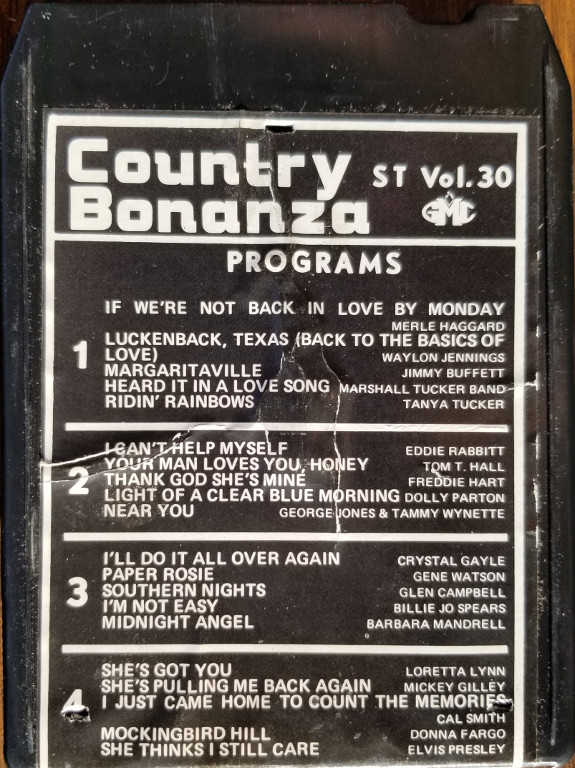 Country ST Vol. 30
Bonanza GMC
PROGRAMS
1
IF WE'RE NOT BACK IN LOVE BY MONDAY
MERLE HAGGARD
LUCKENBACK, TEXAS (BACK TO THE BASICS OF
LOVE) WAYLON JENNINGS
MARGARITAVILLE JIMMY BUFFETT
HEARD IT IN A LOVE SONG MARSHALL TUCKER BAND
RIDIN' RAINBOWS TANYA TUCKER
2
I CAN'T HELP MYSELF EDDIE RABBITT
YOUR MAN LOVES YOU, HONEY TOM T. HALL
THANK GOD SHE'S MINE FREDDIE HART
LIGHT OF A CLEAR BLUE MORNING DOLLY PARTON
NEAR YOU GEORGE JONES & TAMMY WYNETTE
3
I'LL DO IT ALL OVER AGAIN CRYSTAL GAYLE
PAPER ROSIE GENE WATSON
SOUTHERN NIGHTS GLEN CAMPBELL
I'M NOT EASY BILLIE JO SPEARS
MIDNIGHT ANGEL BARBARA MANDRELL
4
SHE'S GOT YOU LORETTA LYNN
SHE'S PULLING ME BACK AGAIN MICKEY GILLEY
I JUST CAME HOME TO COUNT THE MEMORIES
CAL SMITH
MOCKINGBIRD HILL DONNA FARGO
SHE THINKS I STILL CARE ELVIS PRESLEY